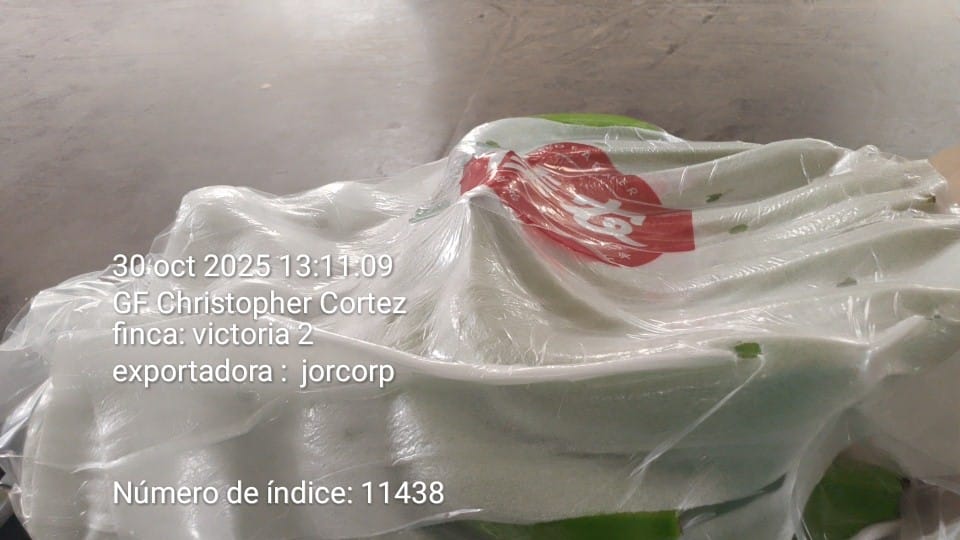 30 oct 2025 13:11:09
GF Christopher Cortez
finca: victoria 2
exportadora : jorcorp
Número de índice: 11438